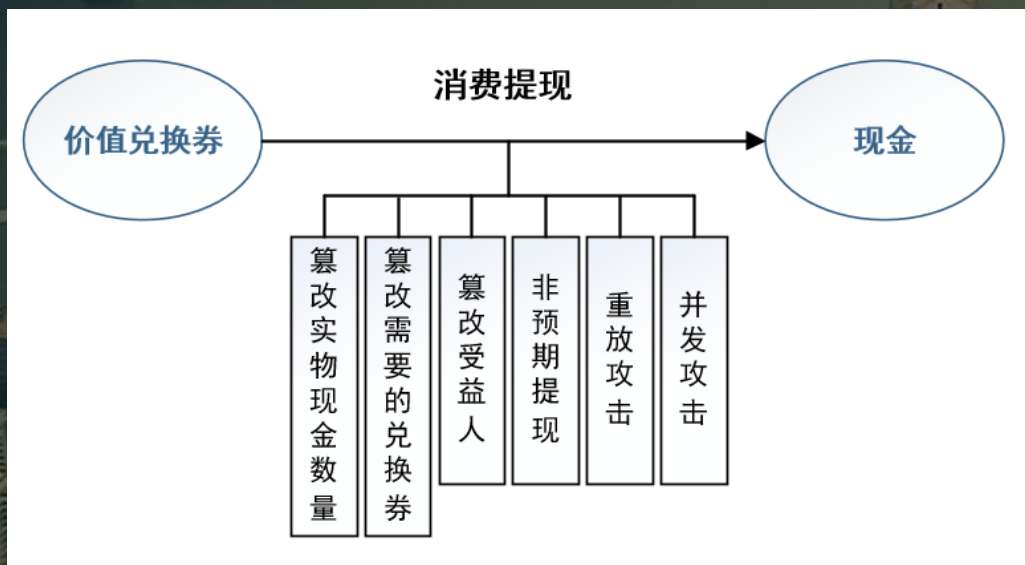 消费提现
价值兑换券
现金
篡改实物现金数量
篡改需要的兑换券
篡改受益人
非预期提现
重放攻击
并发攻击